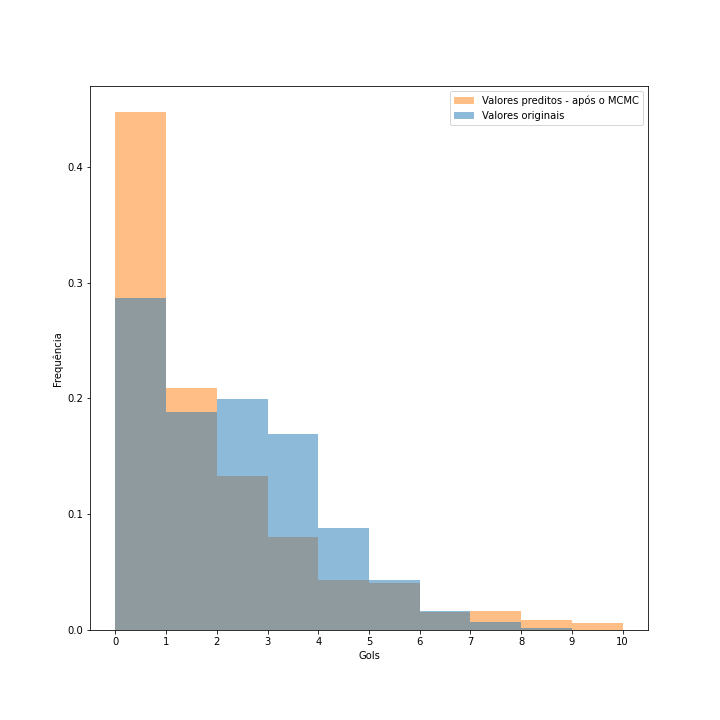 Valores preditos - após o MCMC
Valores originais
0.4
0.3
0.2
0.1
0.0
Frequência
0 1 2 3 4 5 6 7 8 9 10
Gols